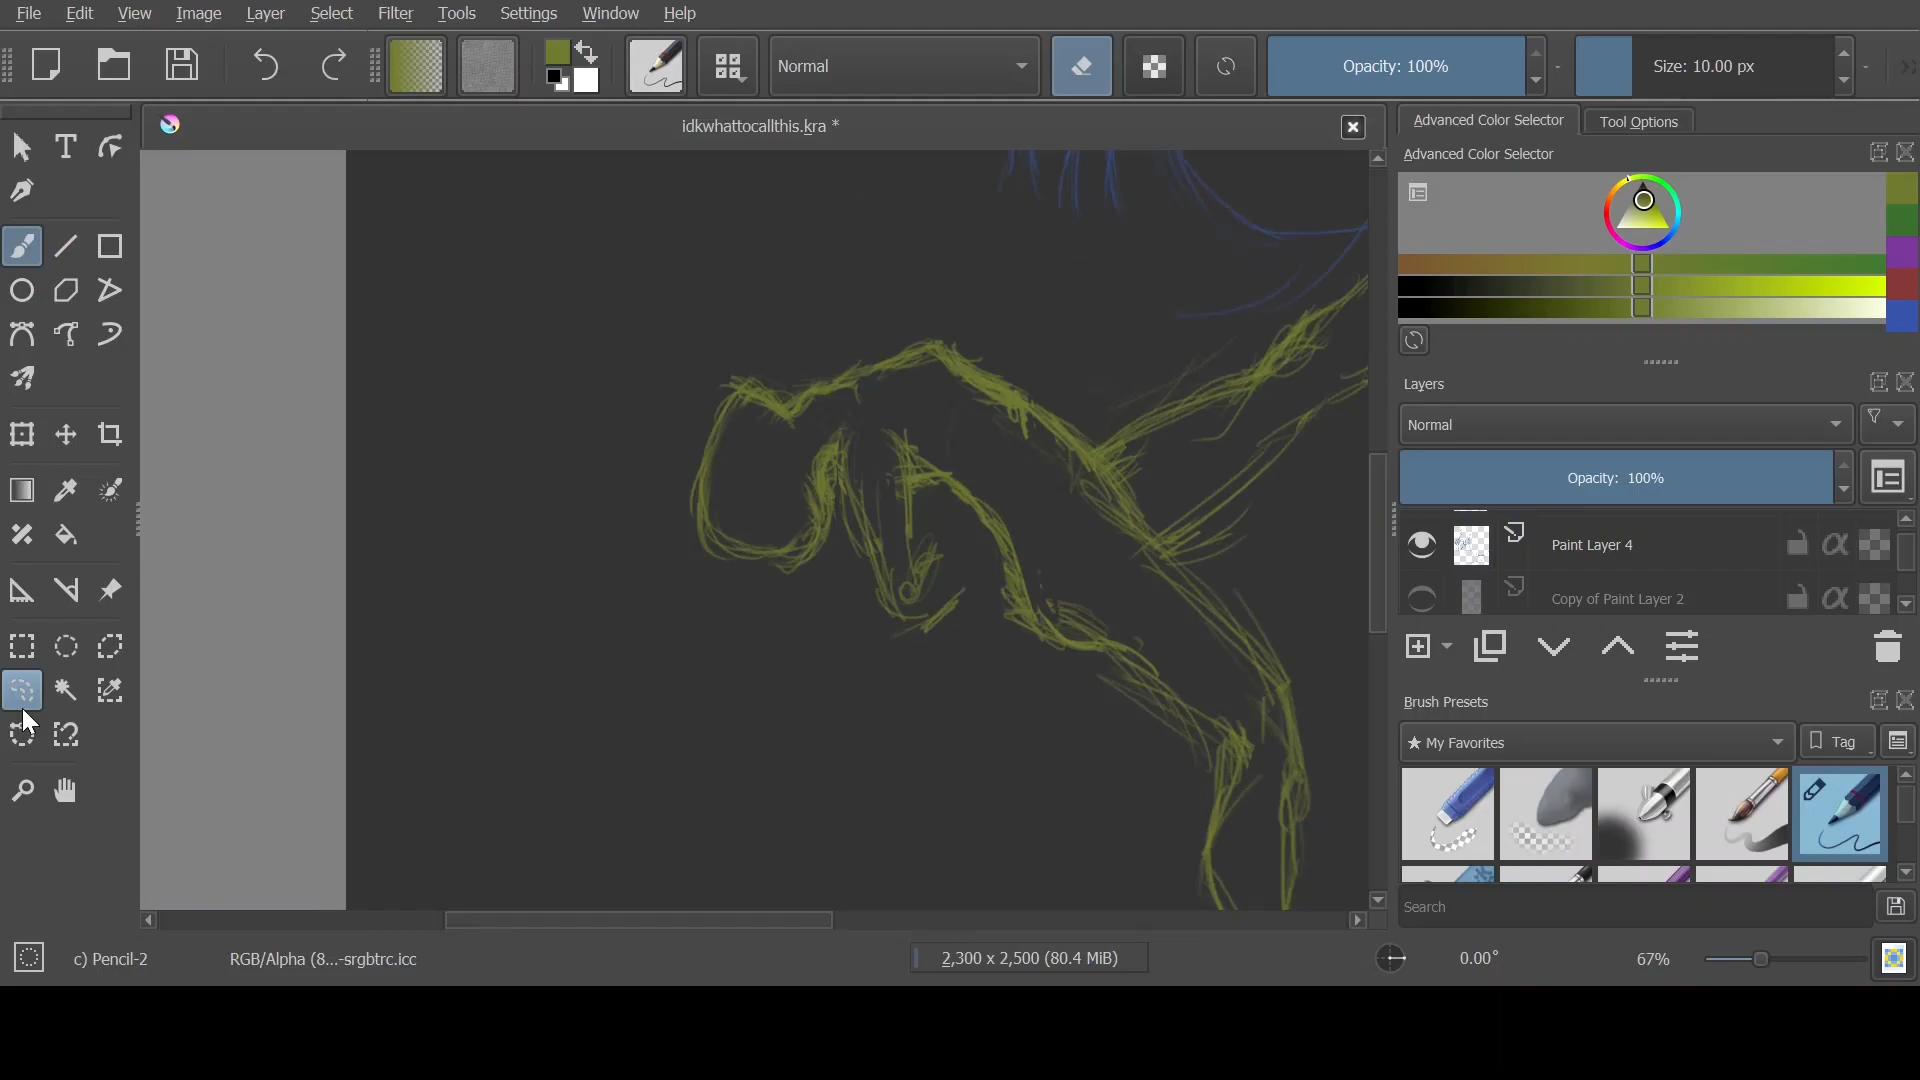 File Edit View Image Layer Select Filter Tools Settings Window Help
Normal
Opacity: 100%
Size: 10.00 px
idkwhattocallthis.kra *
Advanced Color Selector
Tool Options
Advanced Color Selector
Layers
Normal
Opacity: 100%
Paint Layer 4
Copy of Paint Layer 2
Brush Presets
★ My Favorites
Tag
Search
c) Pencil-2
RGB/Alpha (8...-srgbtrc.icc
2,300 x 2,500 (80.4 MiB)
0.00°
67%